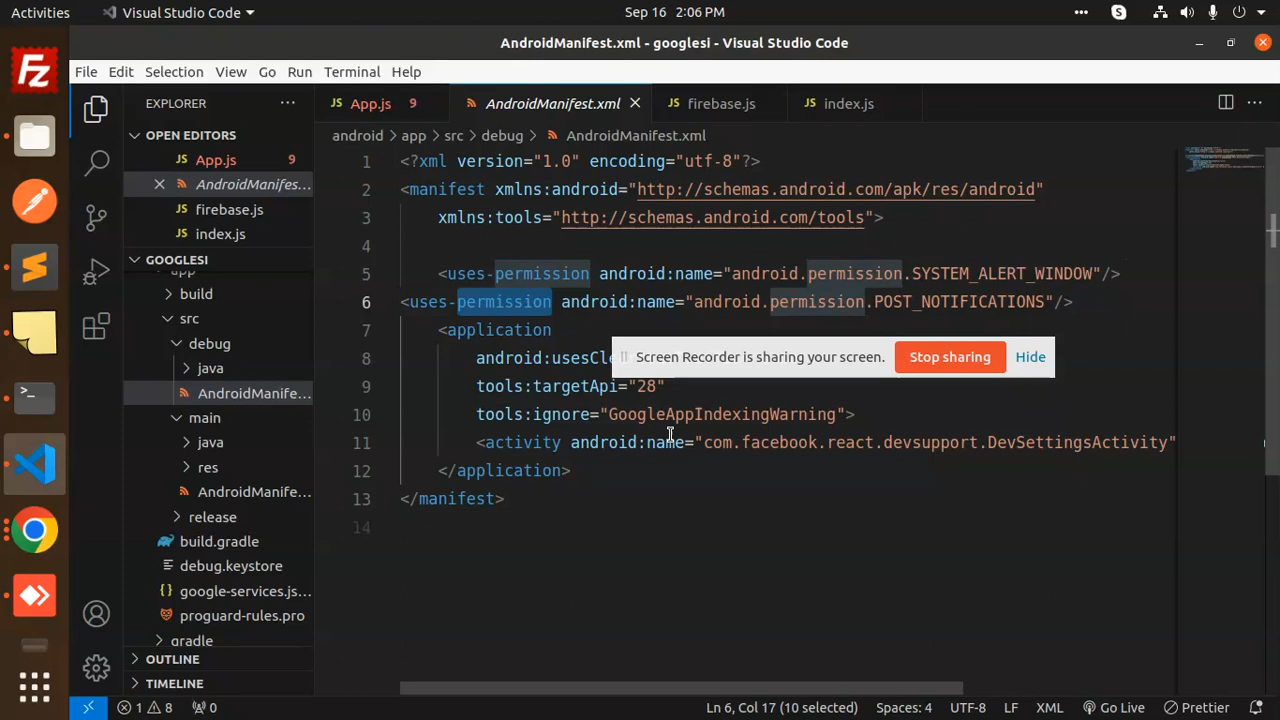 Activities
Visual Studio Code
Sep 16 2:06 PM
AndroidManifest.xml - googlesi - Visual Studio Code
File Edit Selection View Go Run Terminal Help
EXPLORER
OPEN EDITORS
JS App.js 9
AndroidManifes...
JS firebase.js
JS index.js
GOOGLESI
app
build
src
debug
java
AndroidManife...
main
java
res
AndroidManife...
release
build.gradle
debug.keystore
google-services.js...
proguard-rules.pro
gradle
OUTLINE
TIMELINE
JS App.js 9 AndroidManifest.xml JS firebase.js JS index.js
android > app > src > debug > AndroidManifest.xml
1 <?xml version="1.0" encoding="utf-8"?>
2 <manifest xmlns:android="http://schemas.android.com/apk/res/android"
3 xmlns:tools="http://schemas.android.com/tools">
4
5 <uses-permission android:name="android.permission.SYSTEM_ALERT_WINDOW"/>
6 <uses-permission android:name="android.permission.POST_NOTIFICATIONS"/>
7 <application
8 android:usesCle
9 tools:targetApi="28"
10 tools:ignore="GoogleAppIndexingWarning">
11 <activity android:name="com.facebook.react.devsupport.DevSettingsActivity"
12 </application>
13 </manifest>
14
Screen Recorder is sharing your screen. Stop sharing Hide
1 8 0 Ln 6, Col 17 (10 selected) Spaces: 4 UTF-8 LF XML Go Live Prettier